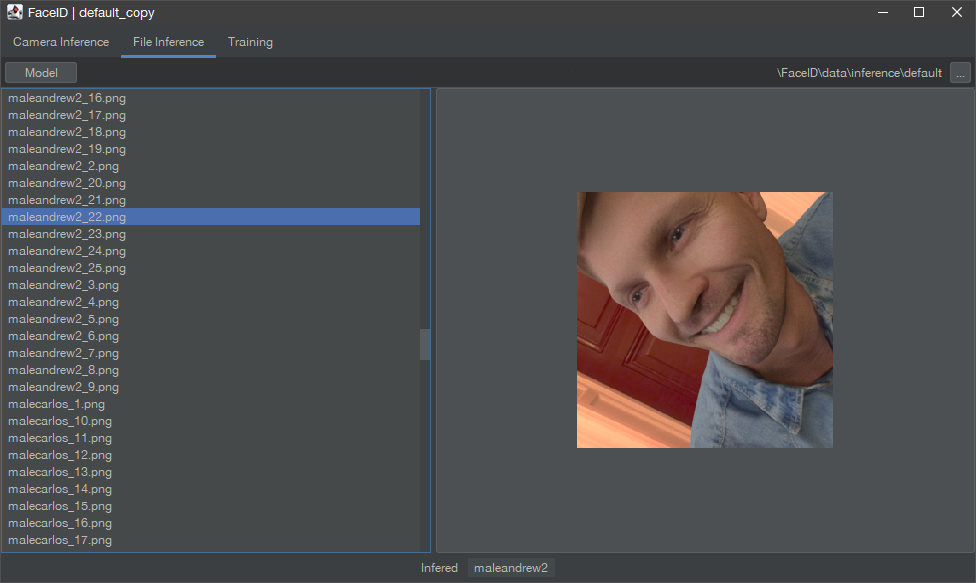 FaceID | default_copy
Camera Inference File Inference Training
Model \FaceID\data\inference\default ...
maleandrew2_16.png
maleandrew2_17.png
maleandrew2_18.png
maleandrew2_19.png
maleandrew2_2.png
maleandrew2_20.png
maleandrew2_21.png
maleandrew2_22.png
maleandrew2_23.png
maleandrew2_24.png
maleandrew2_25.png
maleandrew2_3.png
maleandrew2_4.png
maleandrew2_5.png
maleandrew2_6.png
maleandrew2_7.png
maleandrew2_8.png
maleandrew2_9.png
malecarlos_1.png
malecarlos_10.png
malecarlos_11.png
malecarlos_12.png
malecarlos_13.png
malecarlos_14.png
malecarlos_15.png
malecarlos_16.png
malecarlos_17.png
Infered maleandrew2